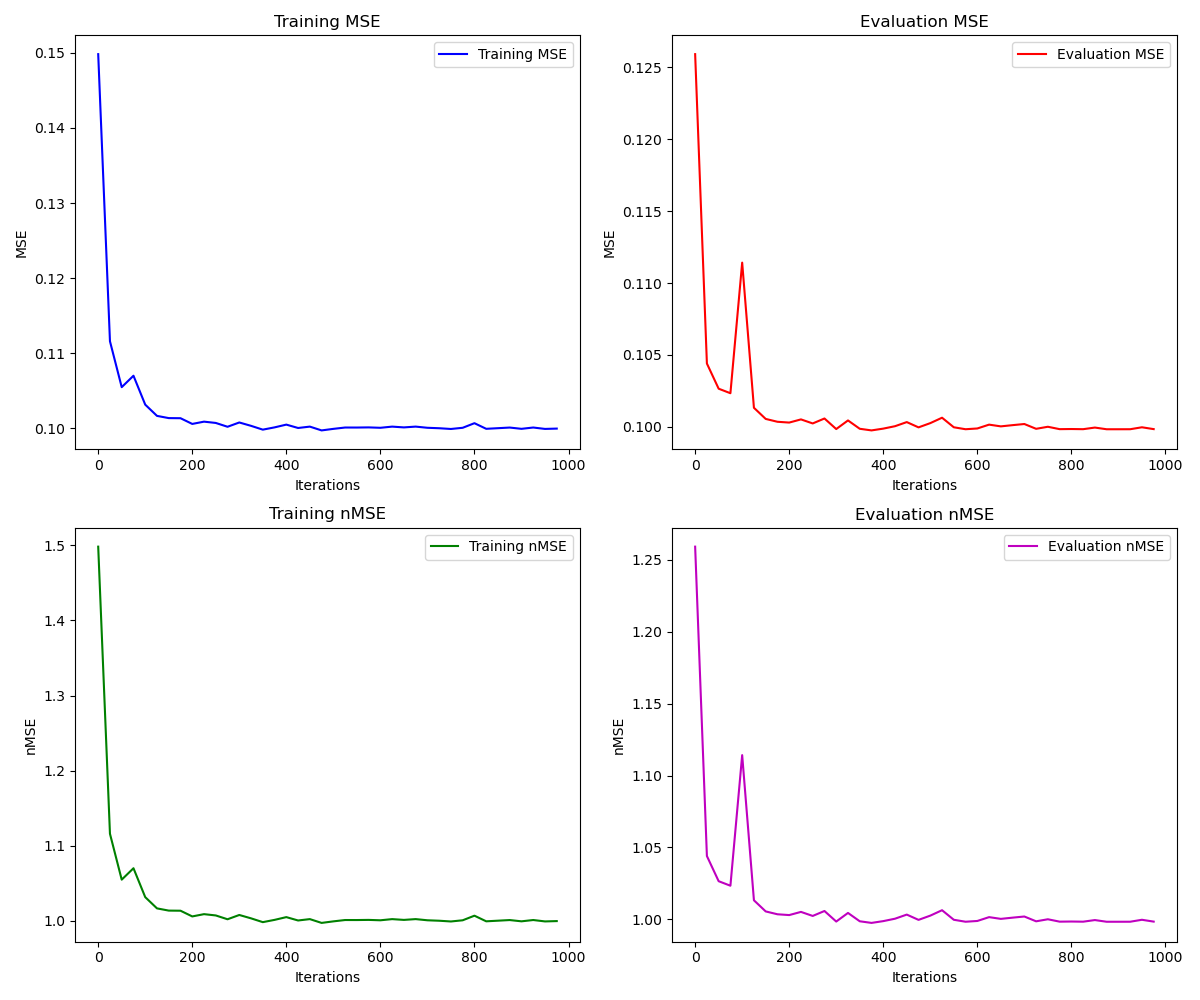 Training MSE
Training MSE
0.15
0.14
0.13
0.12
0.11
0.10
MSE
0 200 400 600 800 1000
Iterations
Evaluation MSE
Evaluation MSE
0.125
0.120
0.115
0.110
0.105
0.100
MSE
0 200 400 600 800 1000
Iterations
Training nMSE
Training nMSE
1.5
1.4
1.3
1.2
1.1
1.0
nMSE
0 200 400 600 800 1000
Iterations
Evaluation nMSE
Evaluation nMSE
1.25
1.20
1.15
1.10
1.05
1.00
nMSE
0 200 400 600 800 1000
Iterations